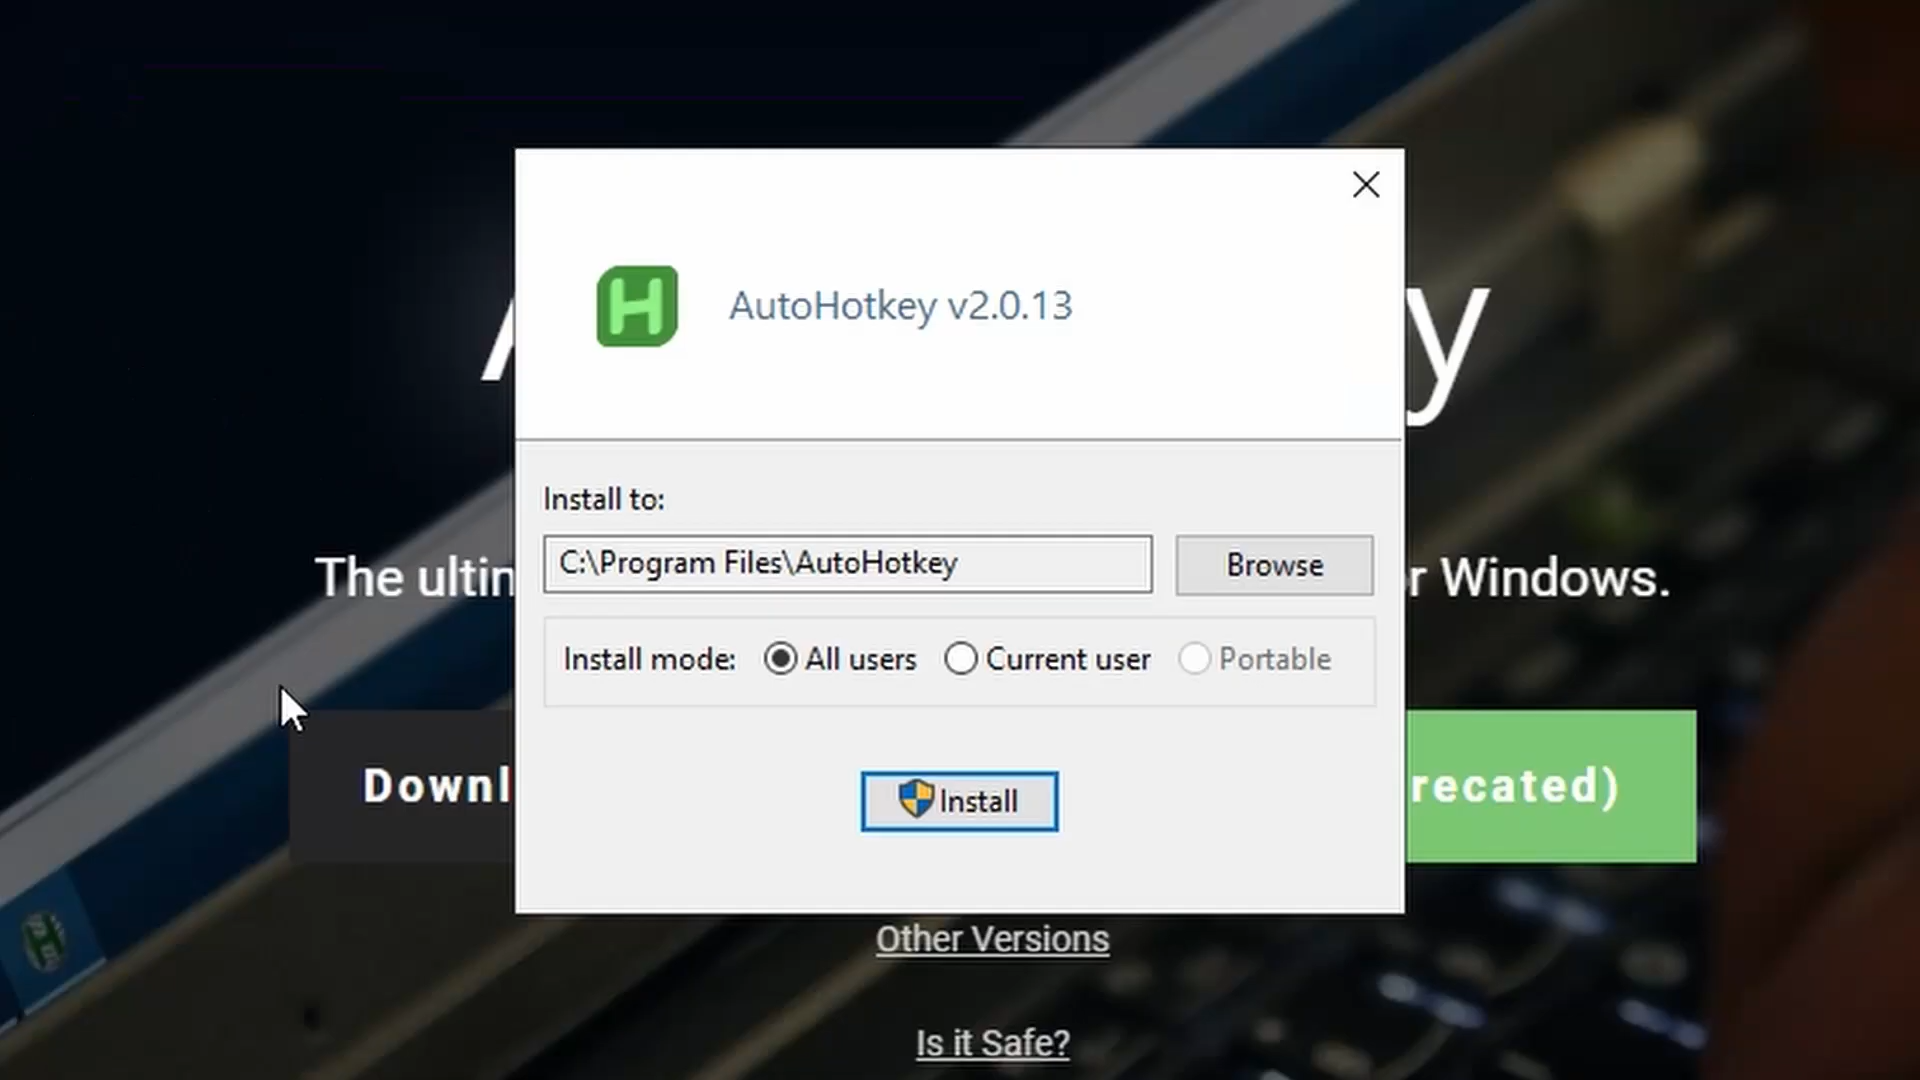 AutoHotkey v2.0.13
y
Install to:
C:\Program Files\AutoHotkey
Browse
The ultin
r Windows.
Install mode: All users Current user Portable
Downl
Install
recated)
Other Versions
Is it Safe?